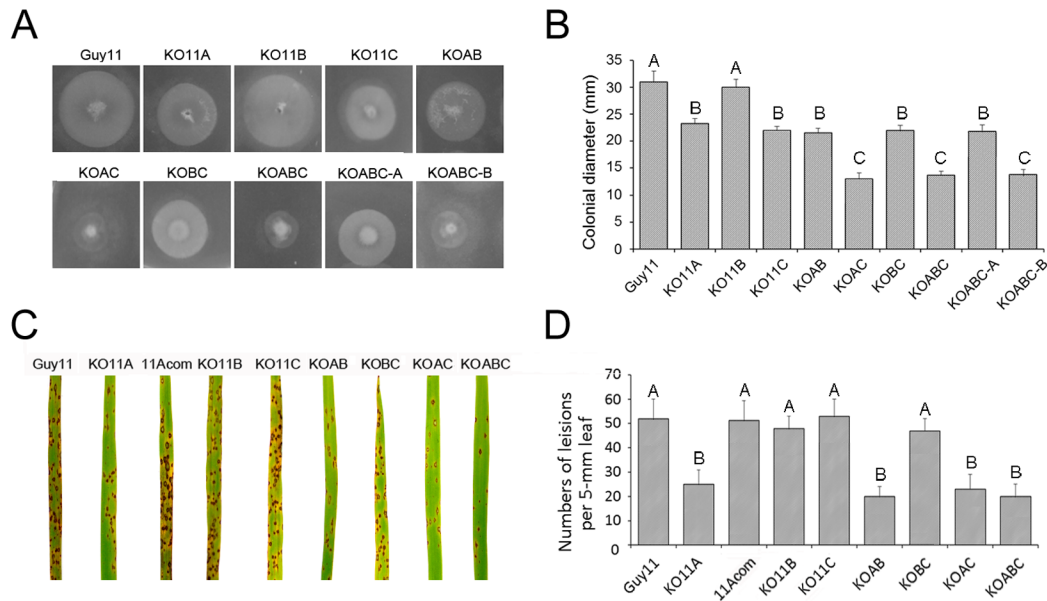 A
Guy11 KO11A KO11B KO11C KOAB
KOAC KOBC KOABC KOABC-A KOABC-B
B
Colonial diameter (mm)
35
30
25
20
15
10
5
0
A B A B B C B C B C
Guy11 KO11A KO11B KO11C KOAB KOAC KOBC KOABC KOABC-A KOABC-B
C
Guy11 KO11A 11Acom KO11B KO11C KOAB KOBC KOAC KOABC
D
Numbers of leisions
per 5-mm leaf
70
60
50
40
30
20
10
0
A B A A A B A B B
Guy11 KO11A 11Acom KO11B KO11C KOAB KOBC KOAC KOABC